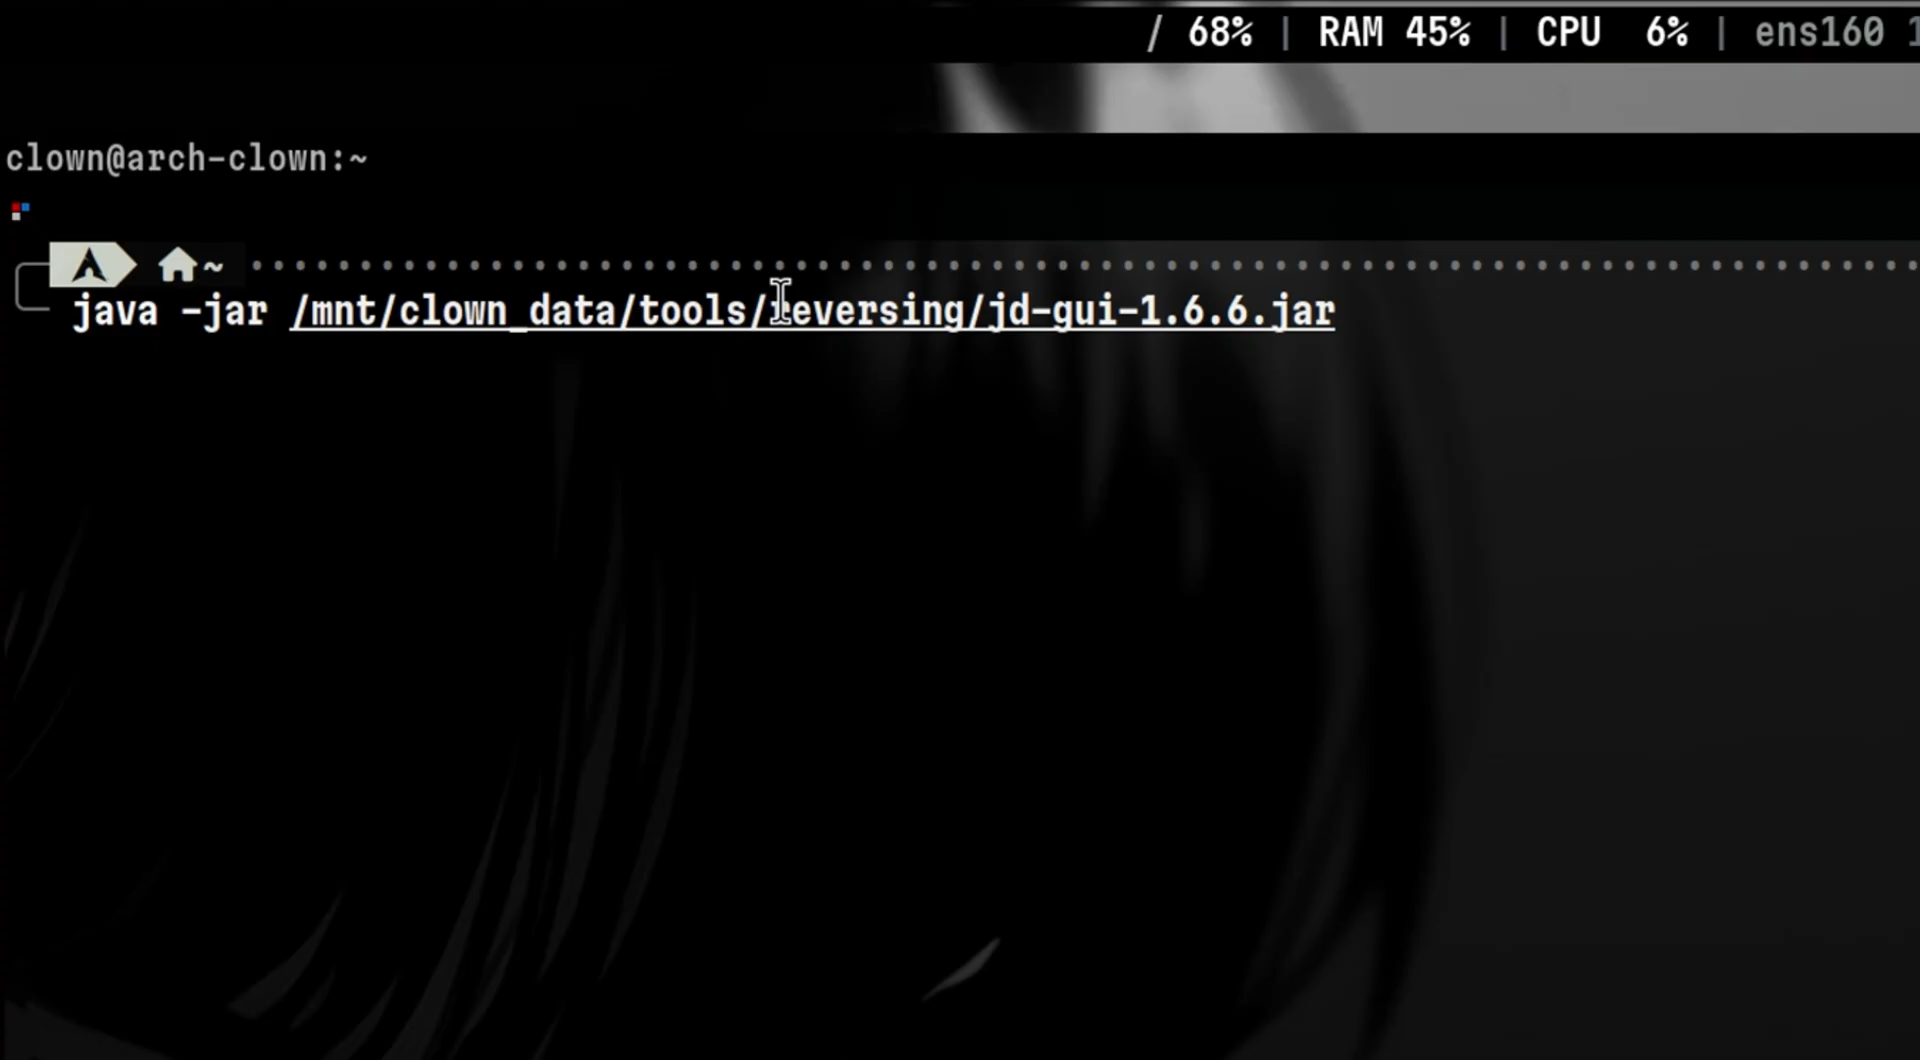 / 68% | RAM 45% | CPU 6% | ens160
clown@arch-clown:~
~
java -jar /mnt/clown_data/tools/reversing/jd-gui-1.6.6.jar